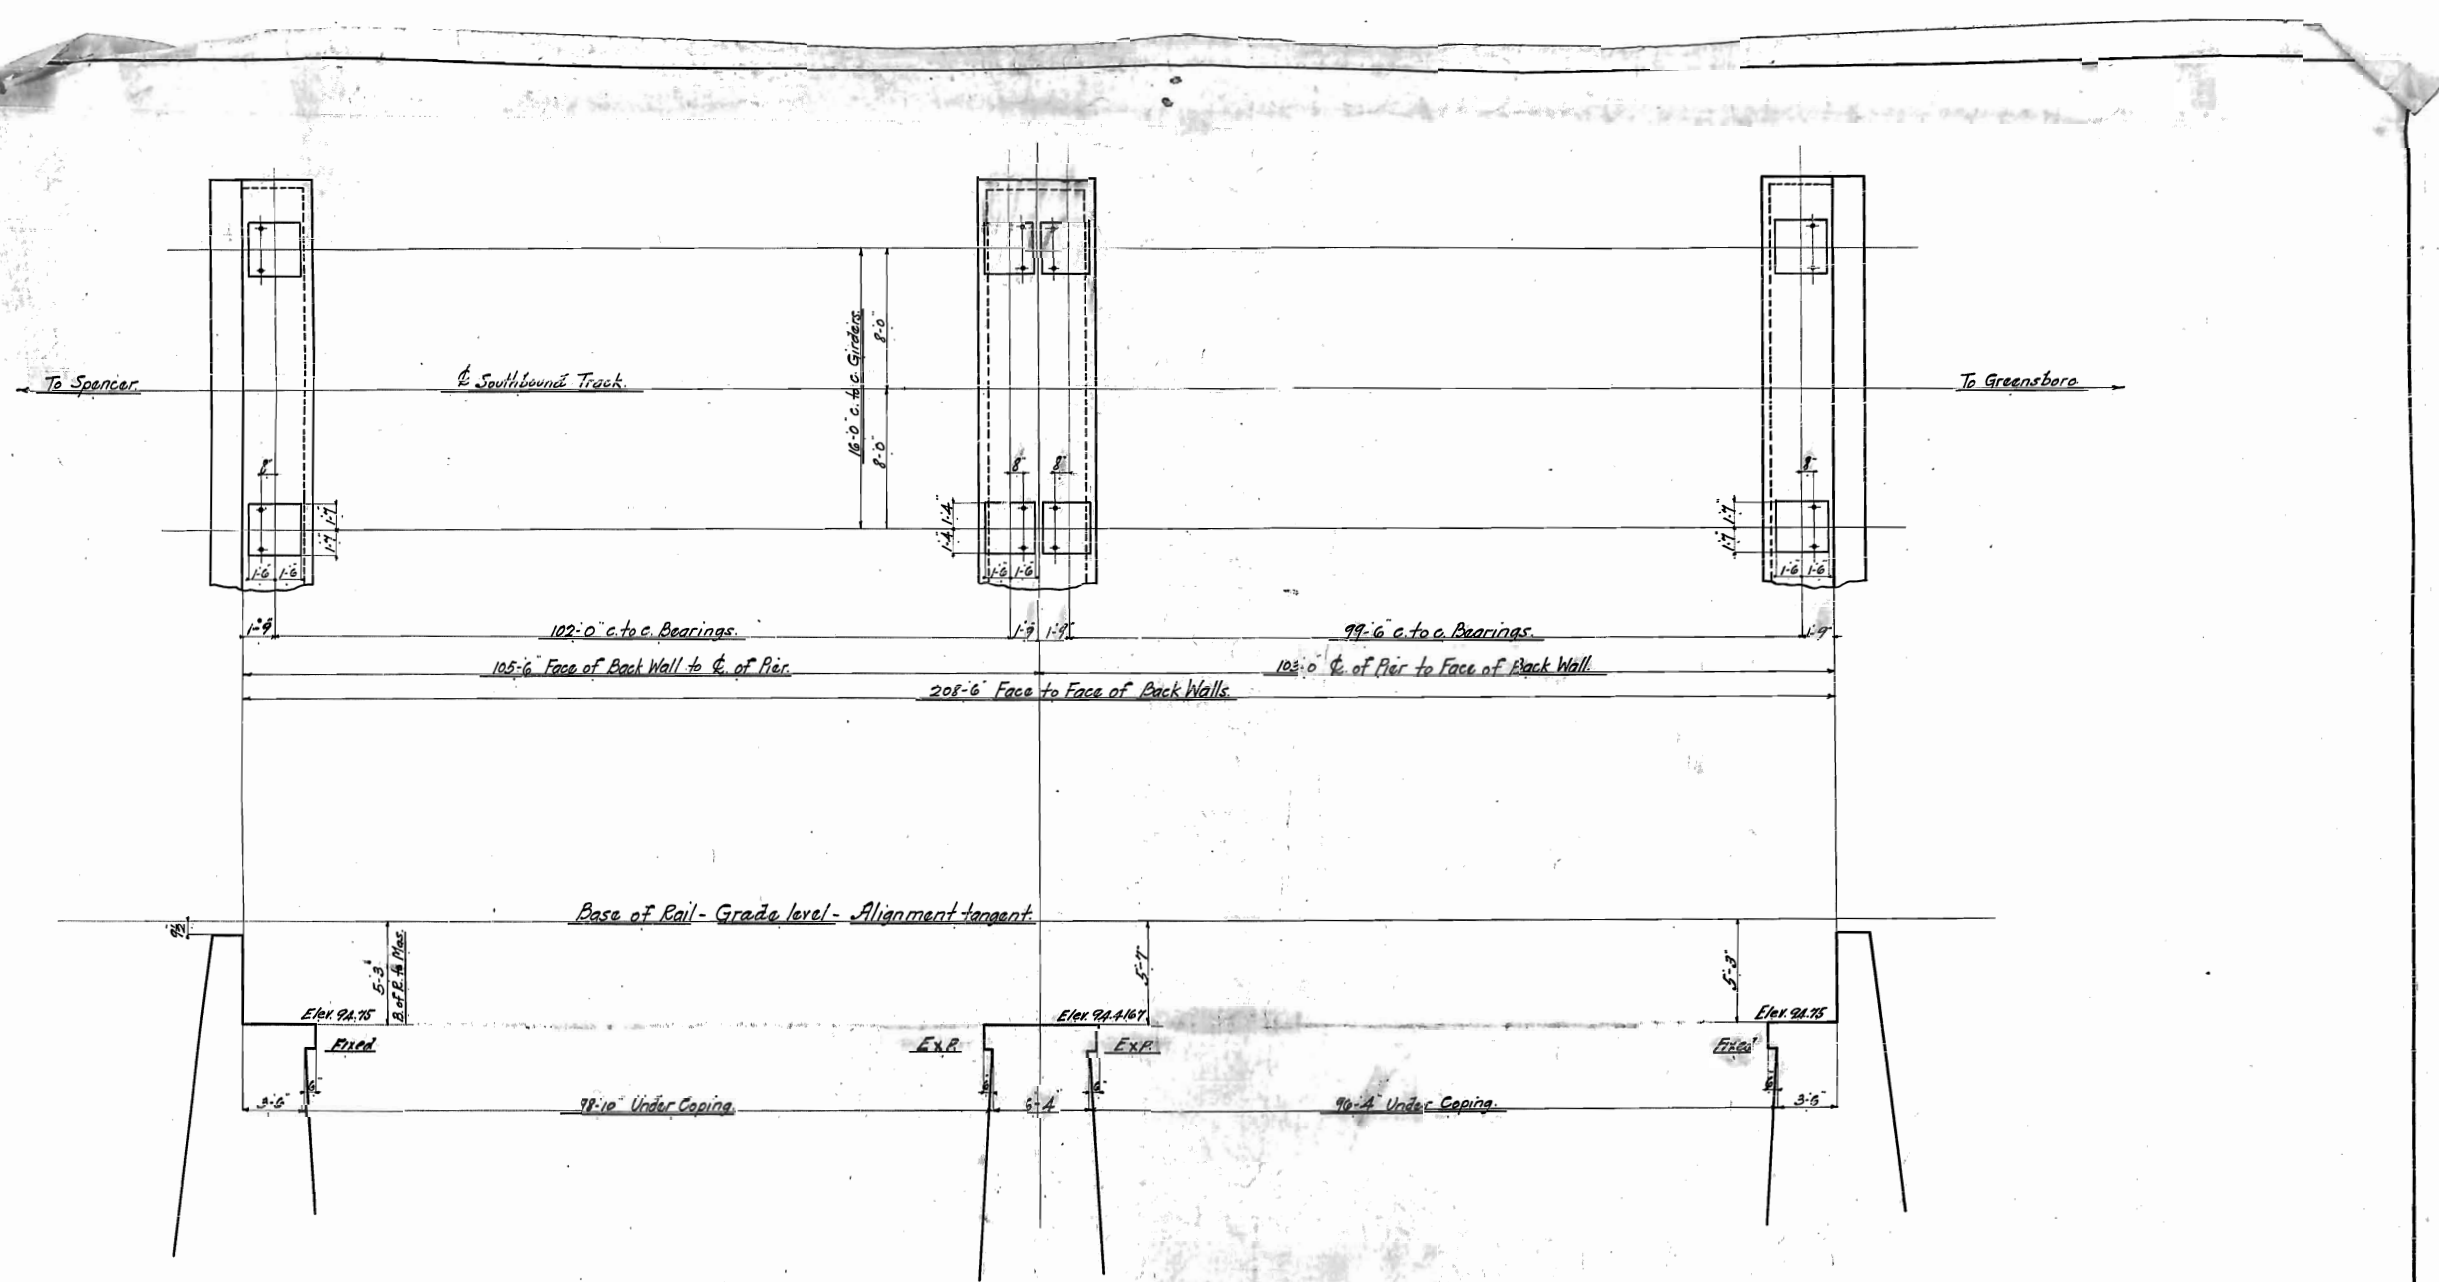 To Spencer.
℄ Southbound Track.
16'-0" c. to c. Girders.
8'-0"
8'-0"
To Greensboro
8"
8"
8"
8"
1'-7"
1'-7"
1'-4"
1'-4"
1'-7"
1'-7"
1'-6" 1'-6"
1'-6" 1'-6"
1'-6" 1'-6"
1'-9"
102'-0" c. to c. Bearings.
1'-9" 1'-9"
99'-6" c. to c. Bearings.
1'-9"
105'-6" Face of Back Wall to ℄ of Pier.
103'-0" ℄ of Pier to Face of Back Wall.
208'-6" Face to Face of Back Walls.
Base of Rail - Grade level - Alignment tangent.
9½"
5'-3"
B. of R. to Mas.
5'-7"
5'-3"
Elev. 94.75
Elev. 94.4167
Elev. 94.75
Fixed
Exp.
Exp.
Fixed
6"
6"
6"
6"
3'-6"
98'-10" Under Coping.
6'-4"
96'-4" Under Coping.
3'-6"